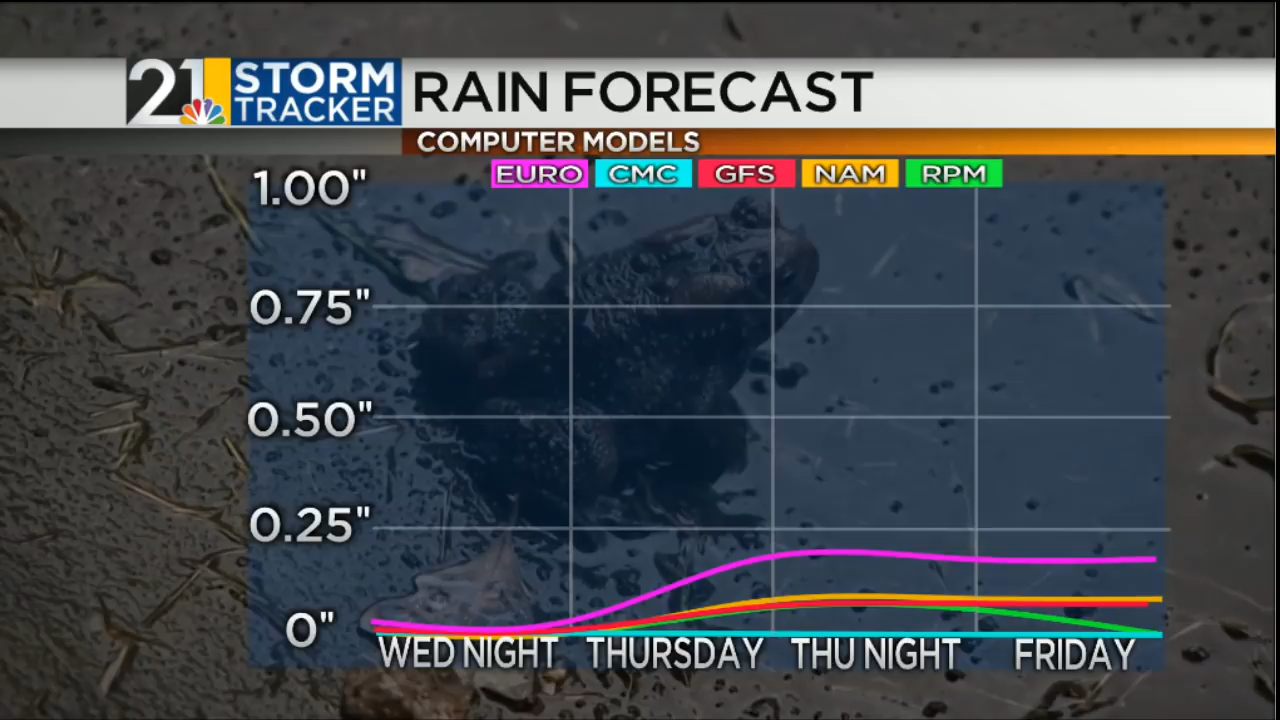 21 STORM TRACKER RAIN FORECAST
COMPUTER MODELS
EURO CMC GFS NAM RPM
1.00"
0.75"
0.50"
0.25"
0"
WED NIGHT THURSDAY THU NIGHT FRIDAY